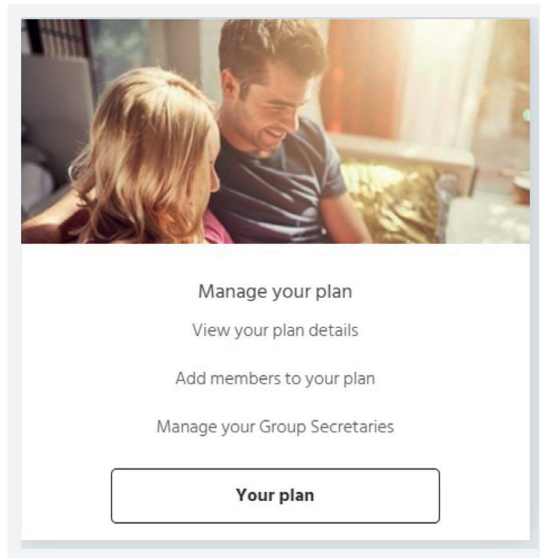 Manage your plan
View your plan details
Add members to your plan
Manage your Group Secretaries
Your plan